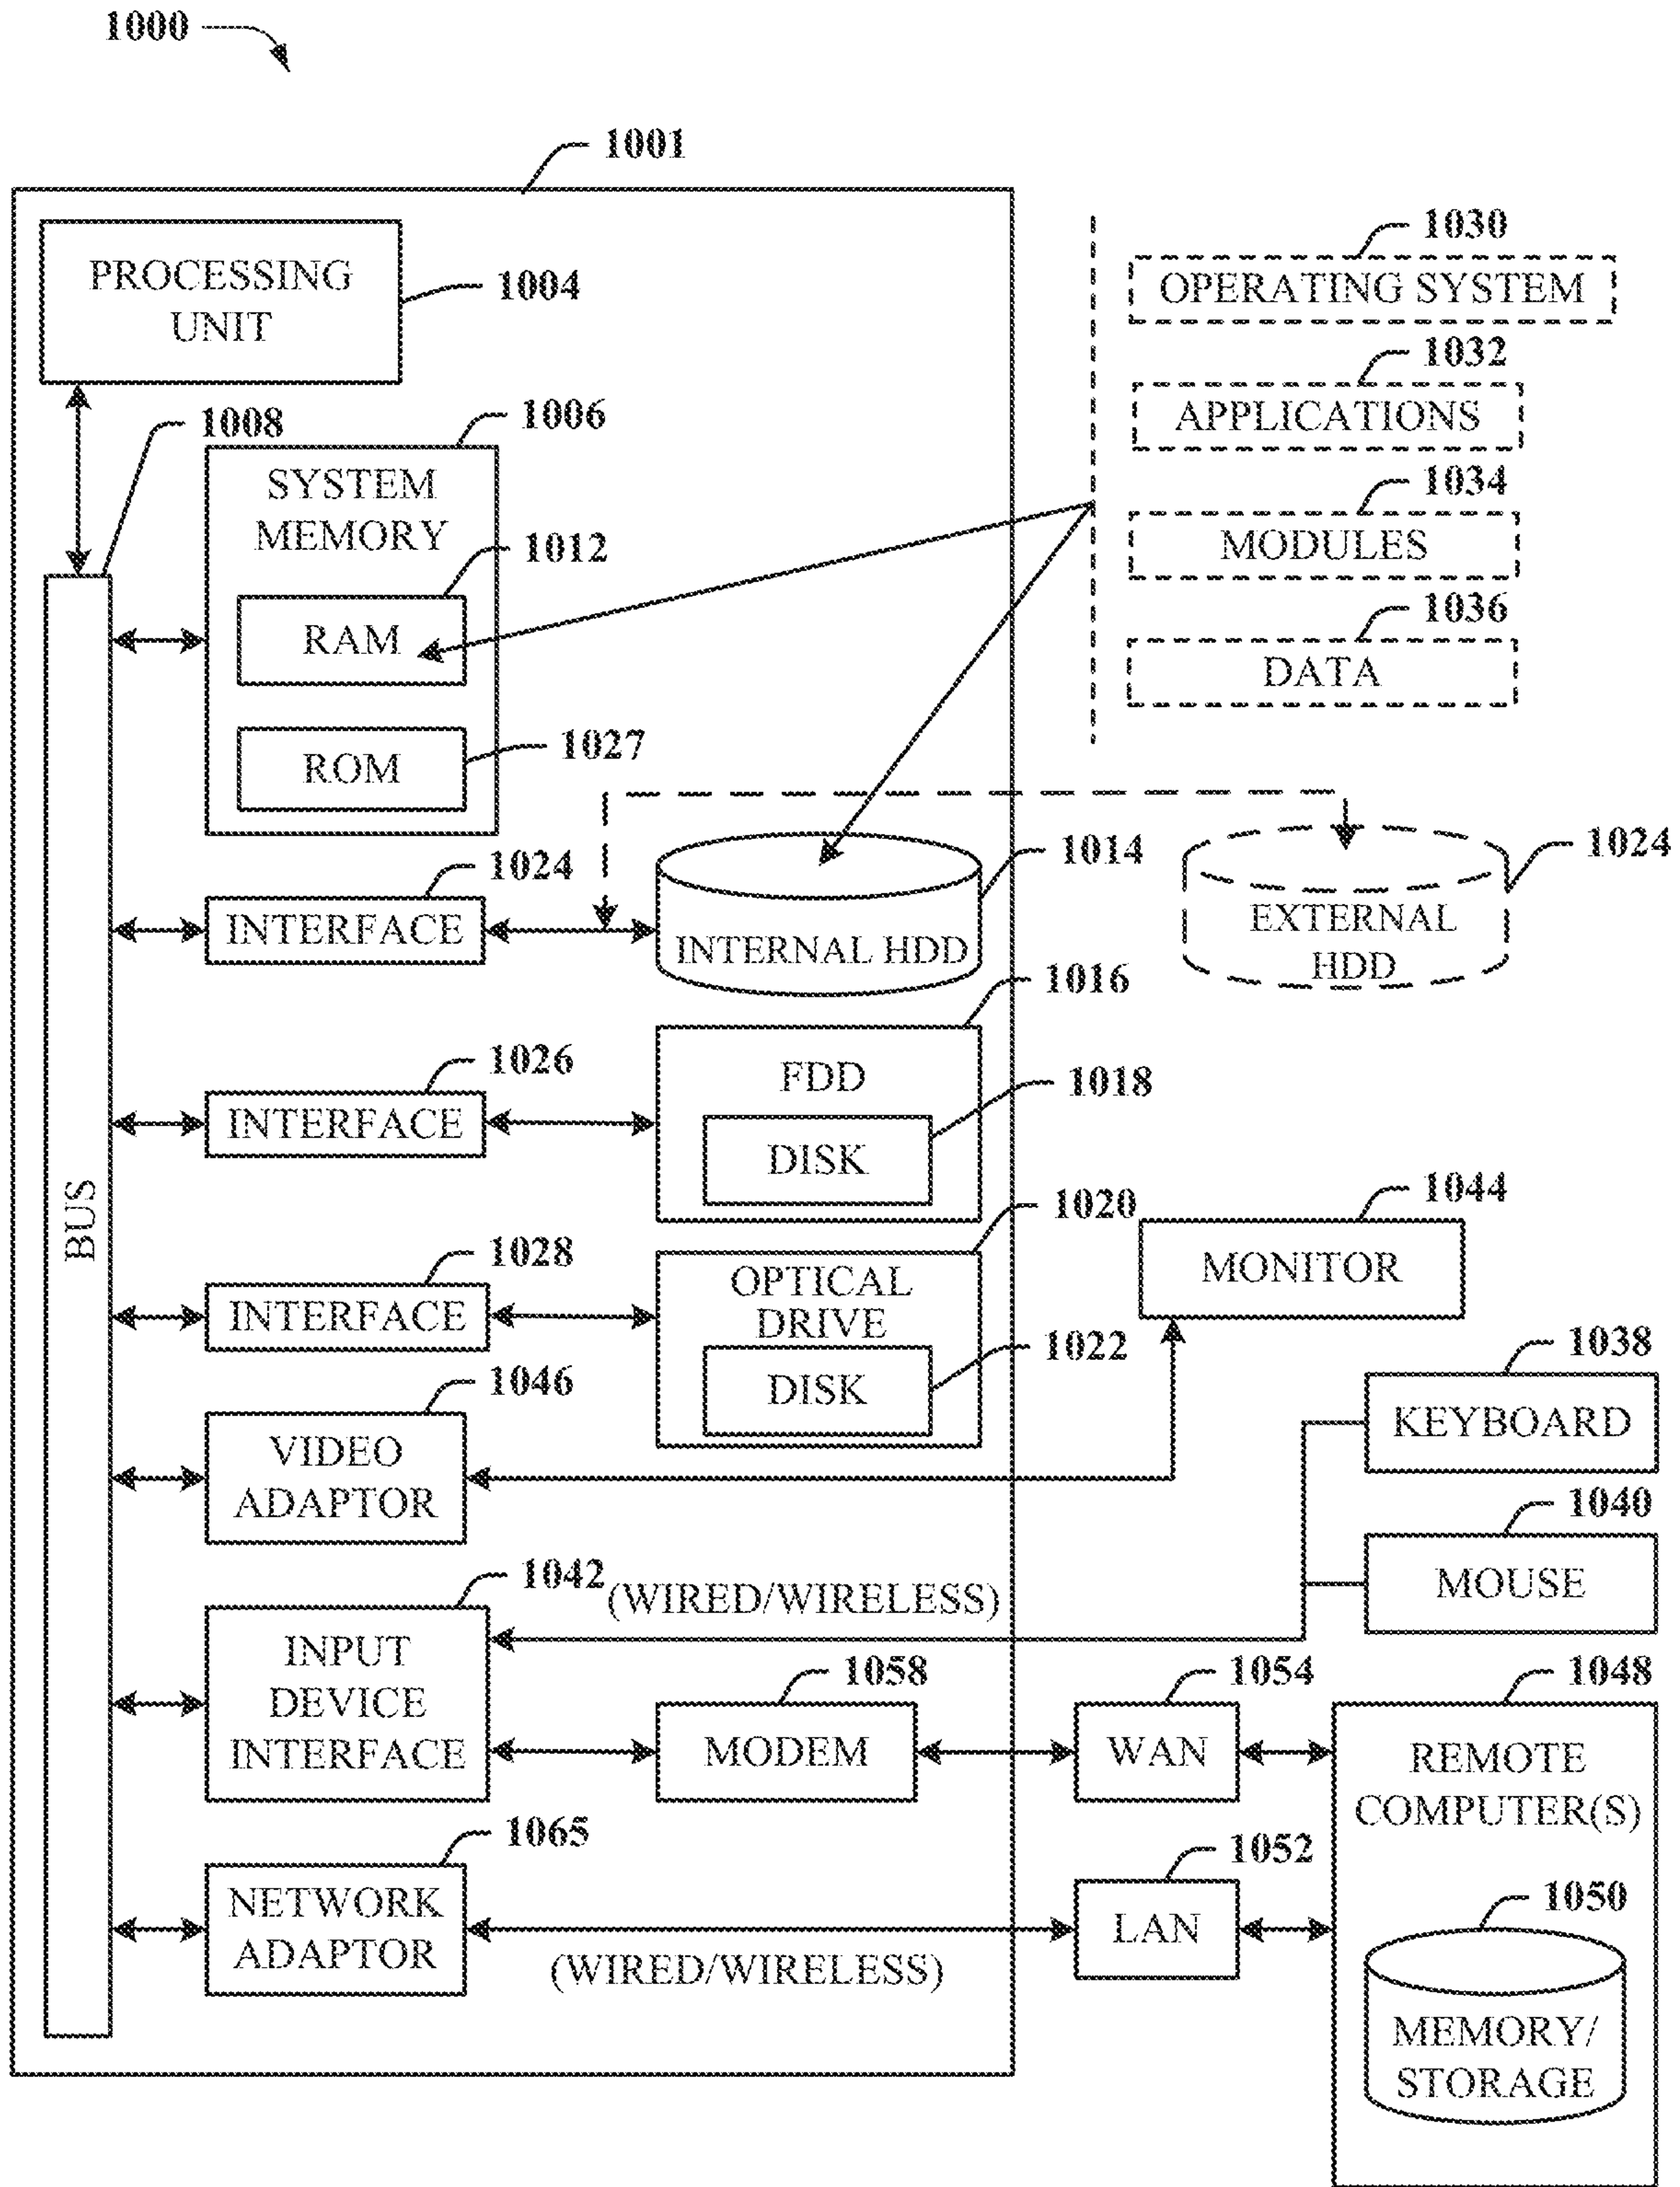 1000
1001
PROCESSING
UNIT
1004
1030
OPERATING SYSTEM
1032
APPLICATIONS
1034
MODULES
1036
DATA
1008
1006
SYSTEM
MEMORY
1012
RAM
1027
ROM
1024
INTERFACE
1014
INTERNAL HDD
1024
EXTERNAL
HDD
1026
INTERFACE
1016
FDD
1018
DISK
BUS
1028
INTERFACE
1020
OPTICAL
DRIVE
1022
DISK
1044
MONITOR
1046
VIDEO
ADAPTOR
1038
KEYBOARD
1040
MOUSE
1042
(WIRED/WIRELESS)
INPUT
DEVICE
INTERFACE
1058
MODEM
1054
WAN
1048
REMOTE
COMPUTER(S)
1065
NETWORK
ADAPTOR
(WIRED/WIRELESS)
1052
LAN
1050
MEMORY/
STORAGE